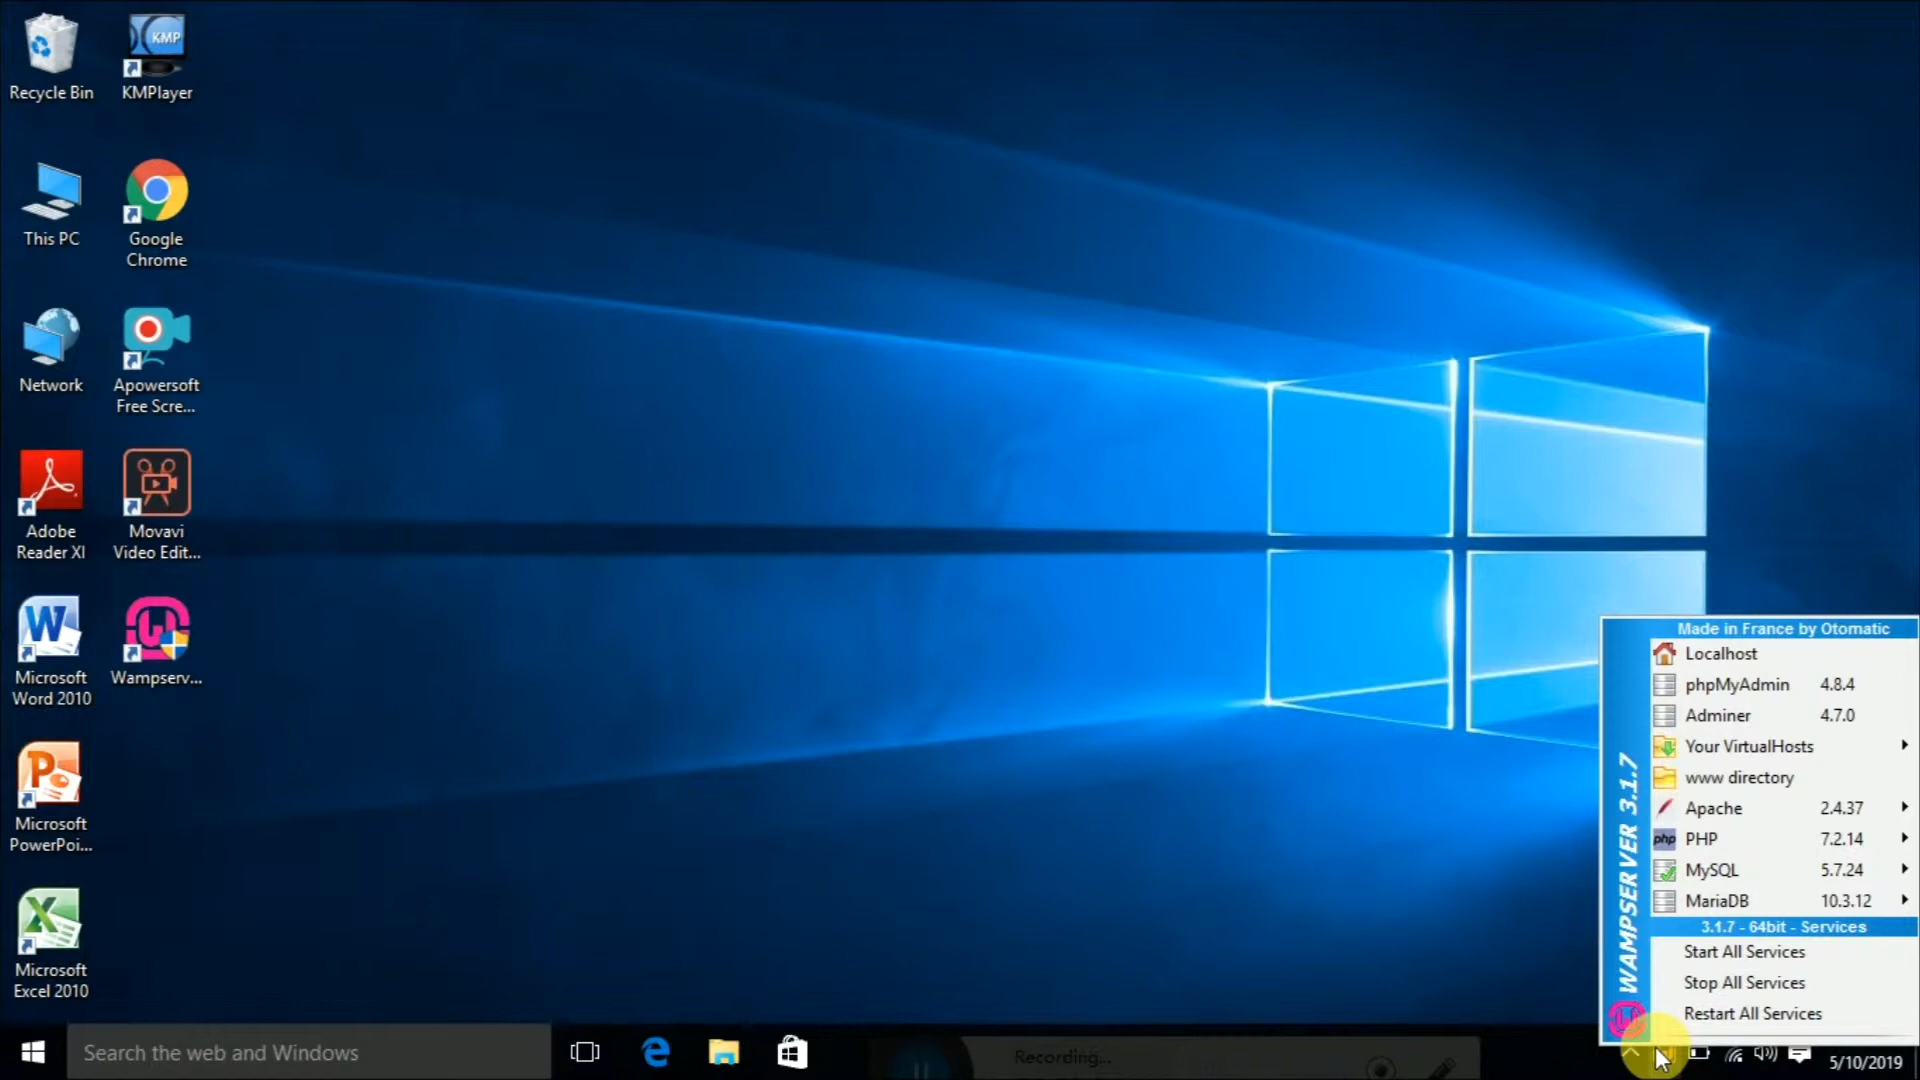 Recycle Bin
KMP
KMPlayer
This PC
Google
Chrome
Network
Apowersoft
Free Scre...
Adobe
Reader XI
Movavi
Video Edit...
Microsoft
Word 2010
Wampserv...
Microsoft
PowerPoi...
Microsoft
Excel 2010
Made in France by Otomatic
Localhost
phpMyAdmin 4.8.4
Adminer 4.7.0
Your VirtualHosts
www directory
Apache 2.4.37
php PHP 7.2.14
MySQL 5.7.24
MariaDB 10.3.12
3.1.7 - 64bit - Services
Start All Services
Stop All Services
Restart All Services
WAMPSERVER 3.1.7
Search the web and Windows
Recording...
5/10/2019